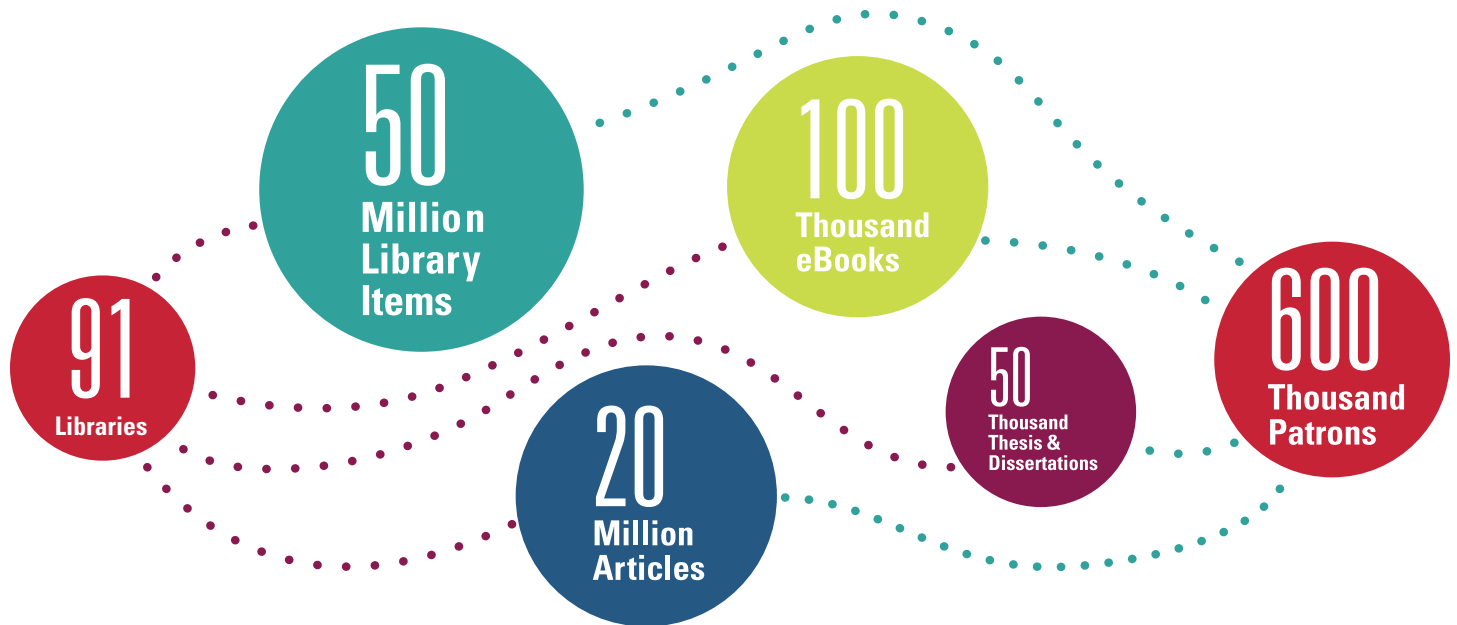 91
Libraries
50
Million
Library
Items
20
Million
Articles
100
Thousand
eBooks
50
Thousand
Thesis &
Dissertations
600
Thousand
Patrons